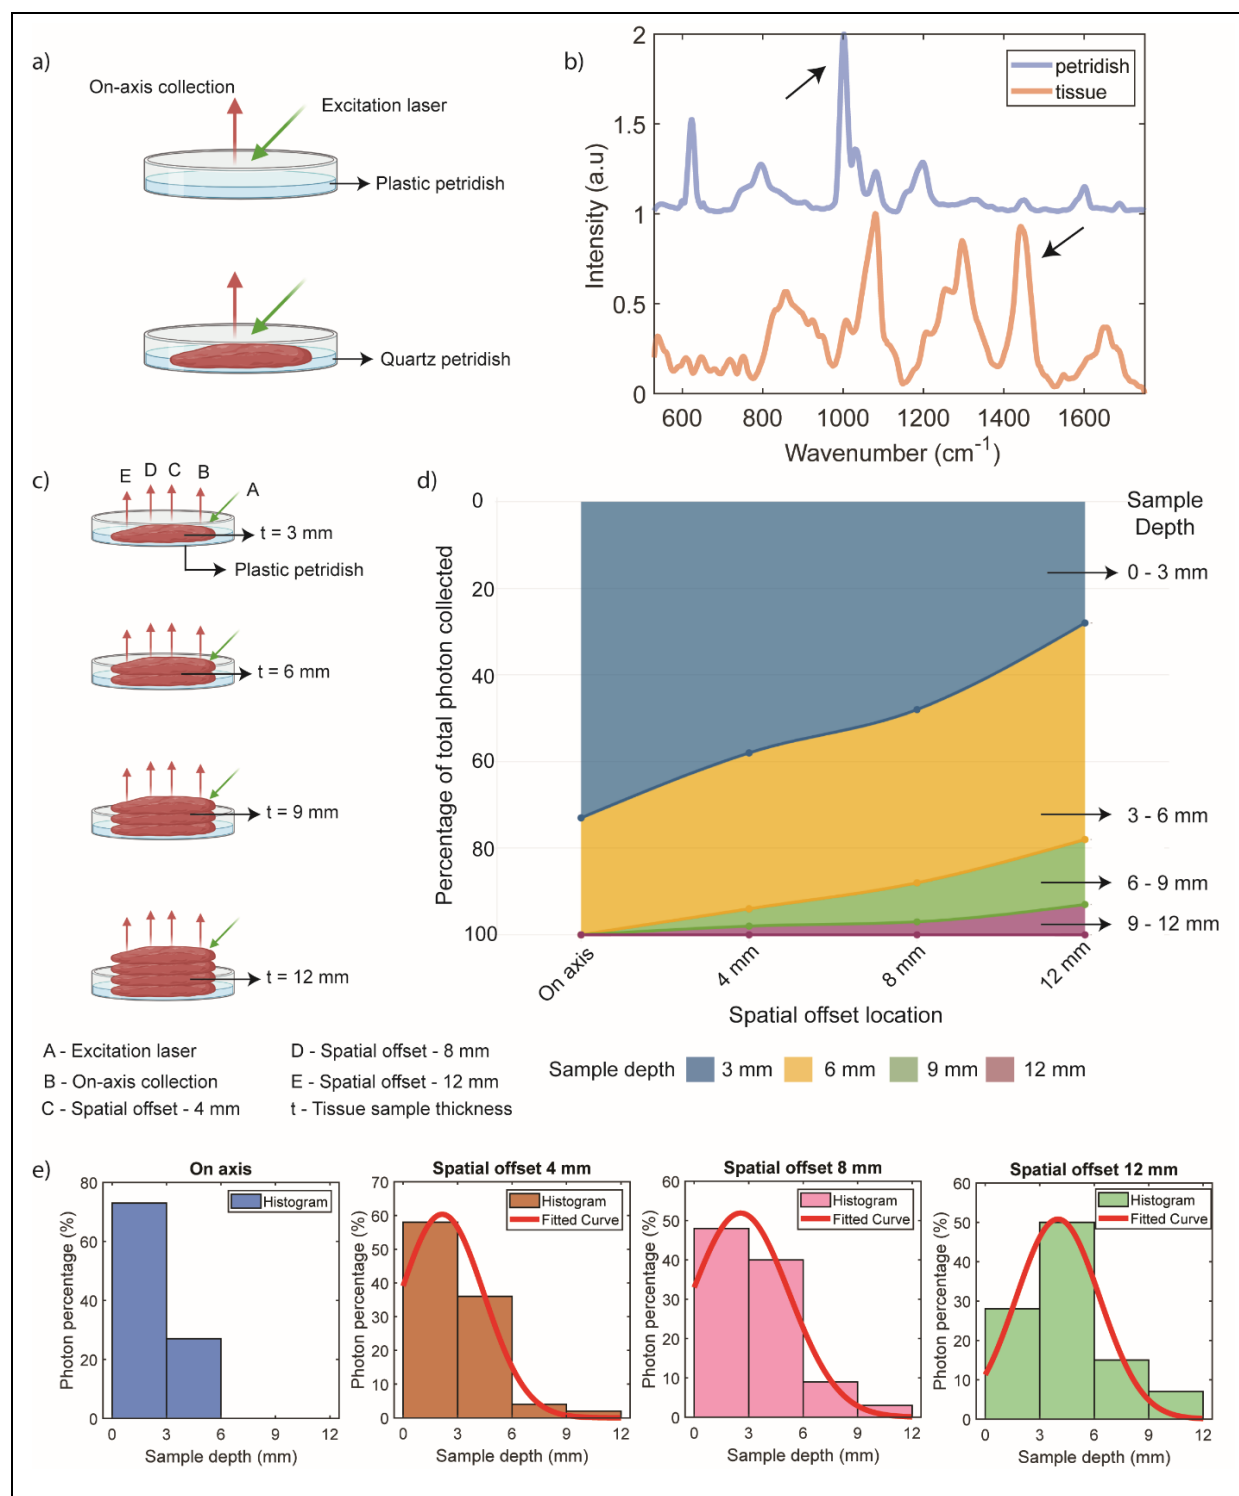 a)
On-axis collection
Excitation laser
Plastic petridish
Quartz petridish
b)
2
1.5
1
0.5
0
Intensity (a.u)
petridish
tissue
600 800 1000 1200 1400 1600
Wavenumber (cm⁻¹)
c)
E D C B
A
t = 3 mm
Plastic petridish
t = 6 mm
t = 9 mm
t = 12 mm
A - Excitation laser
B - On-axis collection
C - Spatial offset - 4 mm
D - Spatial offset - 8 mm
E - Spatial offset - 12 mm
t - Tissue sample thickness
d)
0
20
40
60
80
100
Percentage of total photon collected
Sample
Depth
0 - 3 mm
3 - 6 mm
6 - 9 mm
9 - 12 mm
On axis 4 mm 8 mm 12 mm
Spatial offset location
Sample depth 3 mm 6 mm 9 mm 12 mm
e)
On axis
80
60
40
20
0
Photon percentage (%)
Histogram
0 3 6 9 12
Sample depth (mm)
Spatial offset 4 mm
70
60
50
40
30
20
10
0
Photon percentage (%)
Histogram
Fitted Curve
0 3 6 9 12
Sample depth (mm)
Spatial offset 8 mm
60
50
40
30
20
10
0
Photon percentage (%)
Histogram
Fitted Curve
0 3 6 9 12
Sample depth (mm)
Spatial offset 12 mm
60
50
40
30
20
10
0
Photon percentage (%)
Histogram
Fitted Curve
0 3 6 9 12
Sample depth (mm)